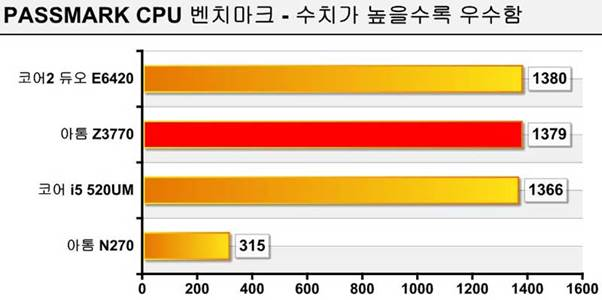 PASSMARK CPU 벤치마크 - 수치가 높을수록 우수함
코어2 듀오 E6420 1380
아톰 Z3770 1379
코어 i5 520UM 1366
아톰 N270 315
0 200 400 600 800 1000 1200 1400 1600